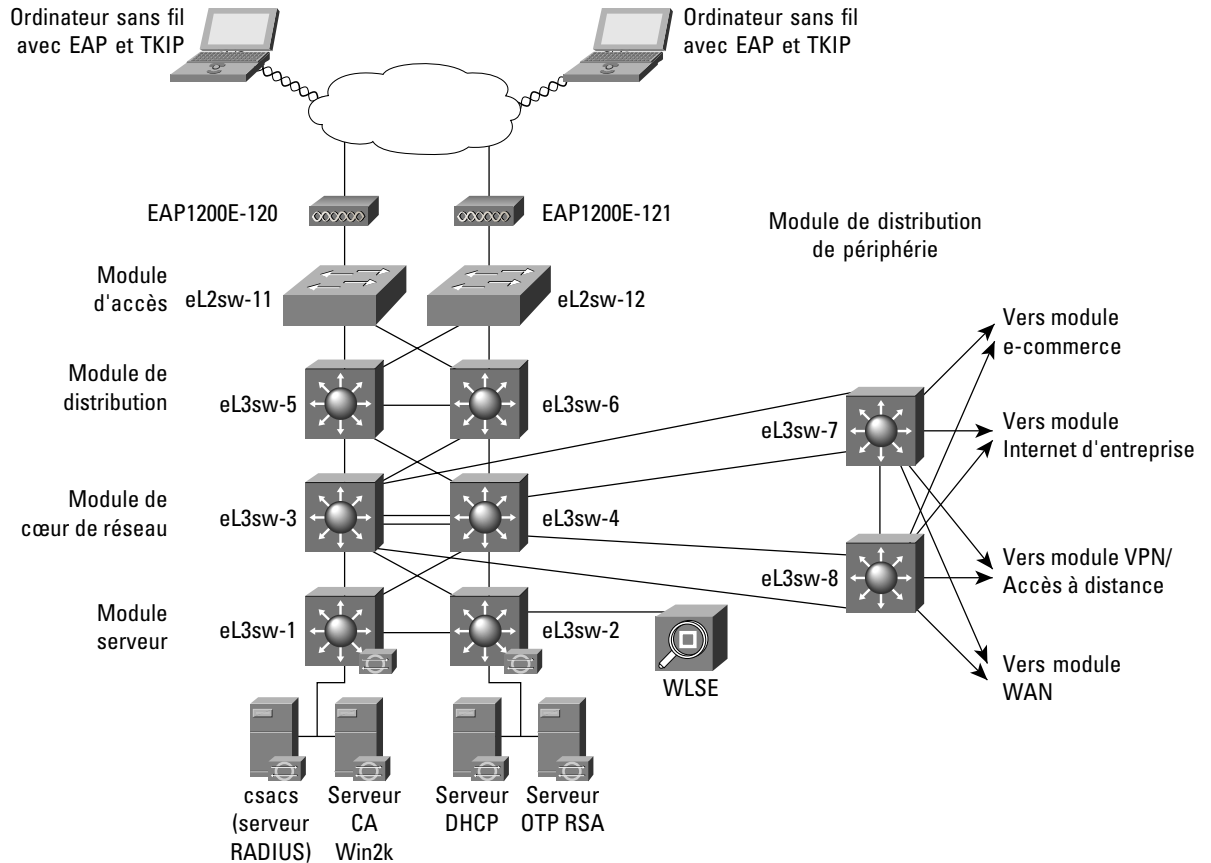 Ordinateur sans fil
avec EAP et TKIP
Ordinateur sans fil
avec EAP et TKIP
EAP1200E-120
EAP1200E-121
Module de distribution
de périphérie
Module
d'accès
eL2sw-11
eL2sw-12
Vers module
e-commerce
Module de
distribution
eL3sw-5
eL3sw-6
eL3sw-7
Vers module
Internet d'entreprise
Module de
cœur de réseau
eL3sw-3
eL3sw-4
Vers module VPN/
Accès à distance
eL3sw-8
Module
serveur
eL3sw-1
eL3sw-2
WLSE
Vers module
WAN
csacs
(serveur
RADIUS)
Serveur
CA
Win2k
Serveur
DHCP
Serveur
OTP RSA